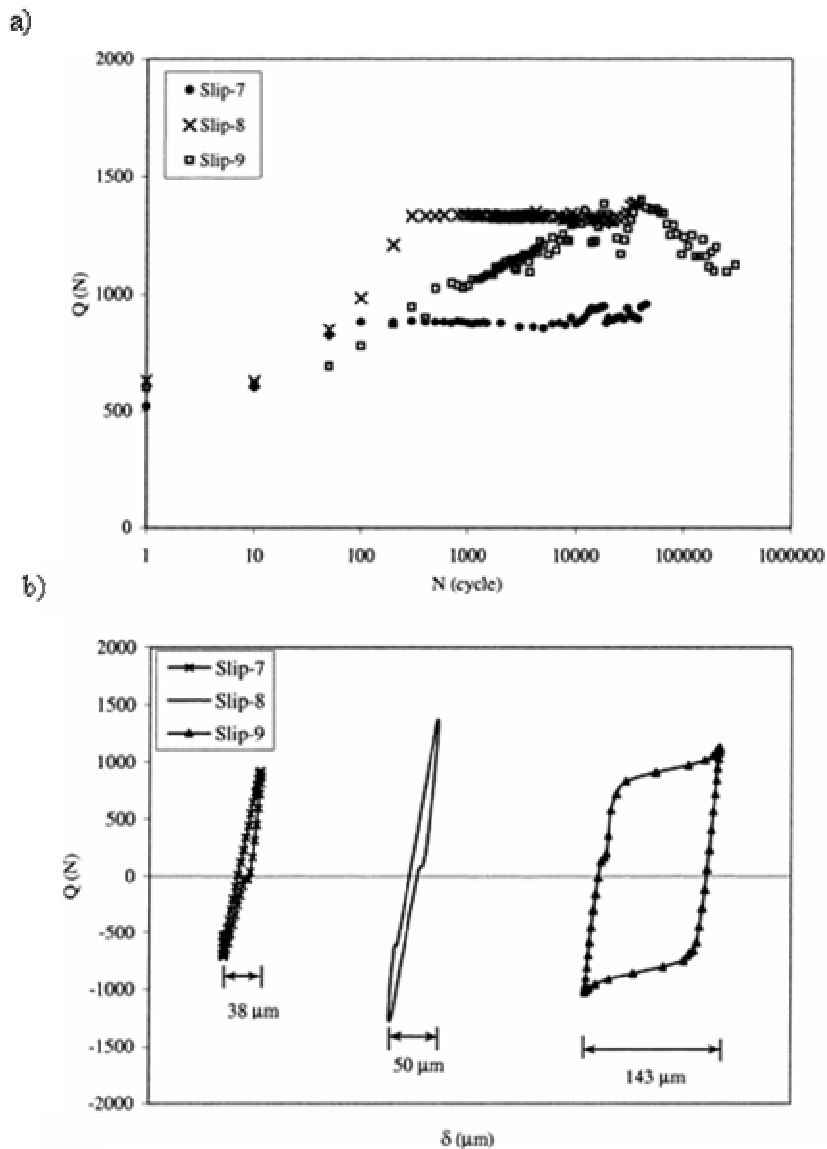 a)
2000
Slip-7
Slip-8
Slip-9
1500
Q (N)
1000
500
0
1 10 100 1000 10000 100000 1000000
N (cycle)
b)
2000
Slip-7
1500
Slip-8
Slip-9
1000
500
Q (N)
0
-500
-1000
38 μm
-1500
50 μm
143 μm
-2000
δ (μm)